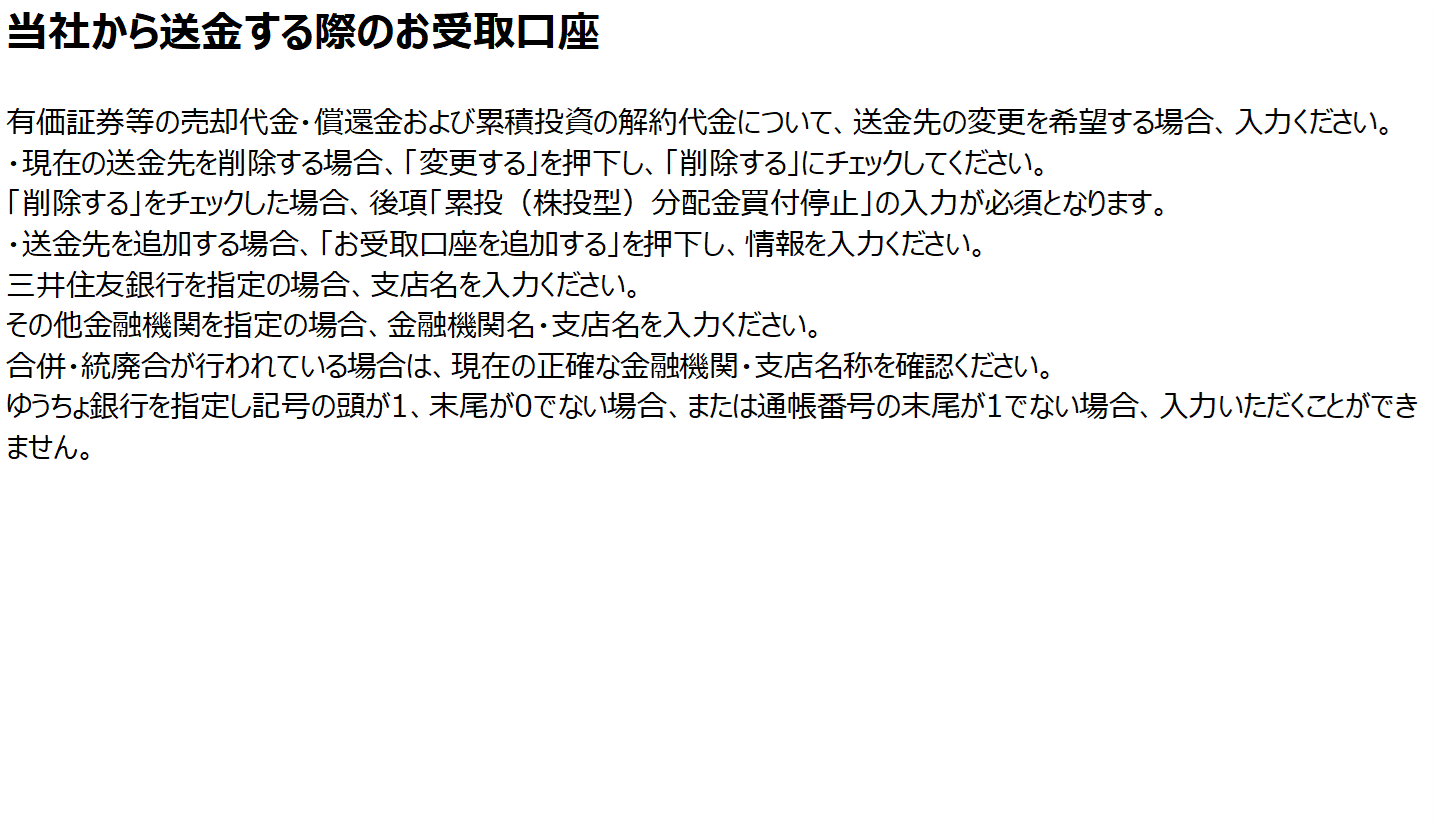 当社から送金する際のお受取口座
有価証券等の売却代金・償還金および累積投資の解約代金について、送金先の変更を希望する場合、入力ください。
・現在の送金先を削除する場合、「変更する」を押下し、「削除する」にチェックしてください。
「削除する」をチェックした場合、後項「累投（株投型）分配金買付停止」の入力が必須となります。
・送金先を追加する場合、「お受取口座を追加する」を押下し、情報を入力ください。
三井住友銀行を指定の場合、支店名を入力ください。
その他金融機関を指定の場合、金融機関名・支店名を入力ください。
合併・統廃合が行われている場合は、現在の正確な金融機関・支店名称を確認ください。
ゆうちょ銀行を指定し記号の頭が1、末尾が0でない場合、または通帳番号の末尾が1でない場合、入力いただくことができ
ません。